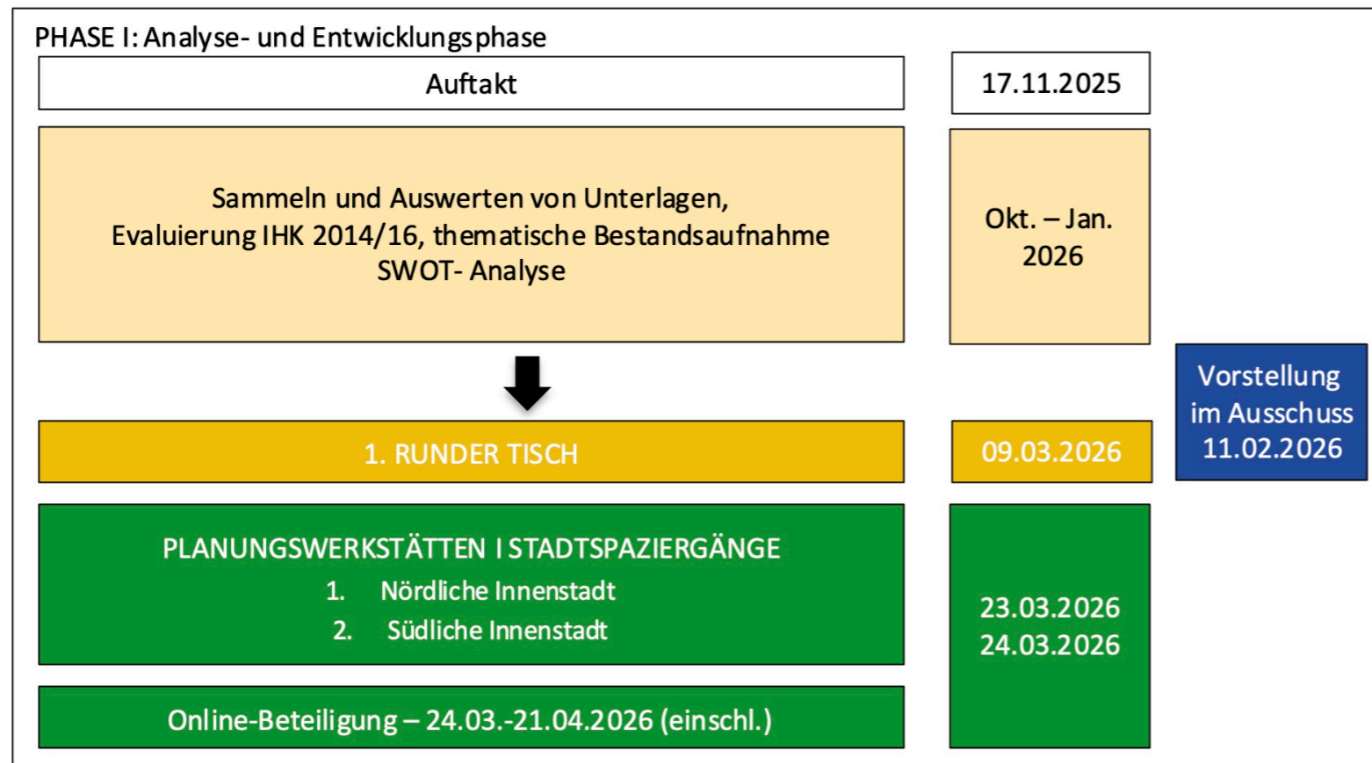 PHASE I: Analyse- und Entwicklungsphase
Auftakt
17.11.2025
Sammeln und Auswerten von Unterlagen,
Evaluierung IHK 2014/16, thematische Bestandsaufnahme
SWOT- Analyse
Okt. – Jan.
2026
Vorstellung
im Ausschuss
11.02.2026
1. RUNDER TISCH
09.03.2026
PLANUNGSWERKSTÄTTEN I STADTSPAZIERGÄNGE
1. Nördliche Innenstadt
2. Südliche Innenstadt
23.03.2026
24.03.2026
Online-Beteiligung – 24.03.-21.04.2026 (einschl.)